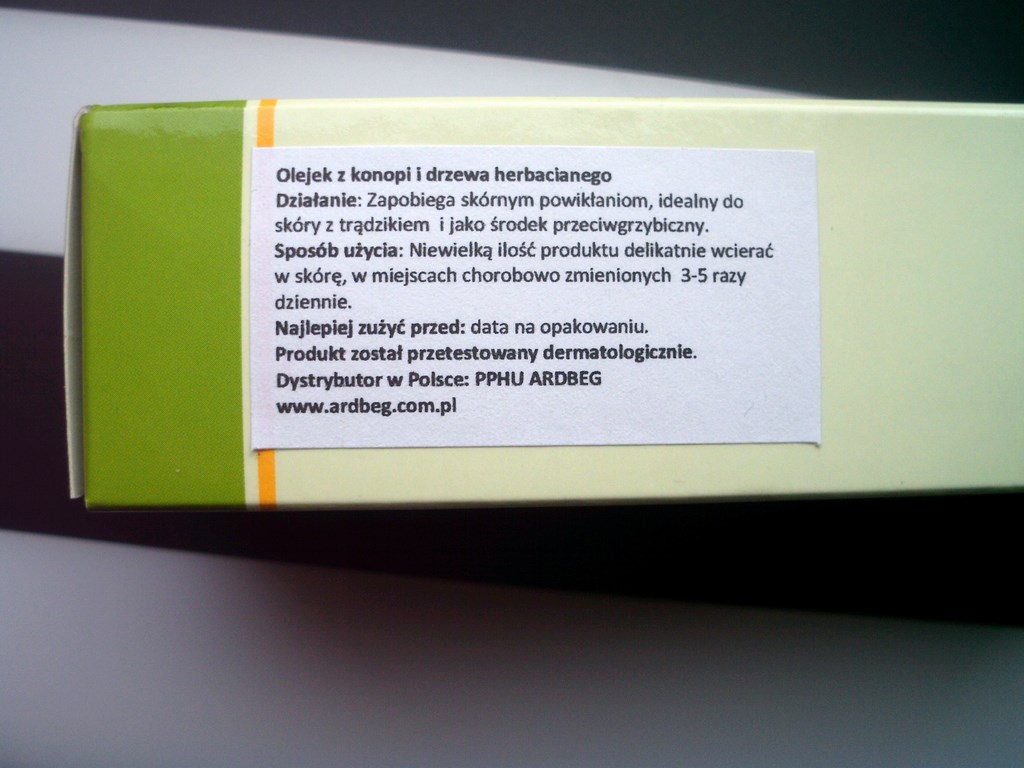 Olejek z konopi i drzewa herbacianego
Działanie: Zapobiega skórnym powikłaniom, idealny do
skóry z trądzikiem i jako środek przeciwgrzybiczny.
Sposób użycia: Niewielką ilość produktu delikatnie wcierać
w skórę, w miejscach chorobowo zmienionych 3-5 razy
dziennie.
Najlepiej zużyć przed: data na opakowaniu.
Produkt został przetestowany dermatologicznie.
Dystrybutor w Polsce: PPHU ARDBEG
www.ardbeg.com.pl